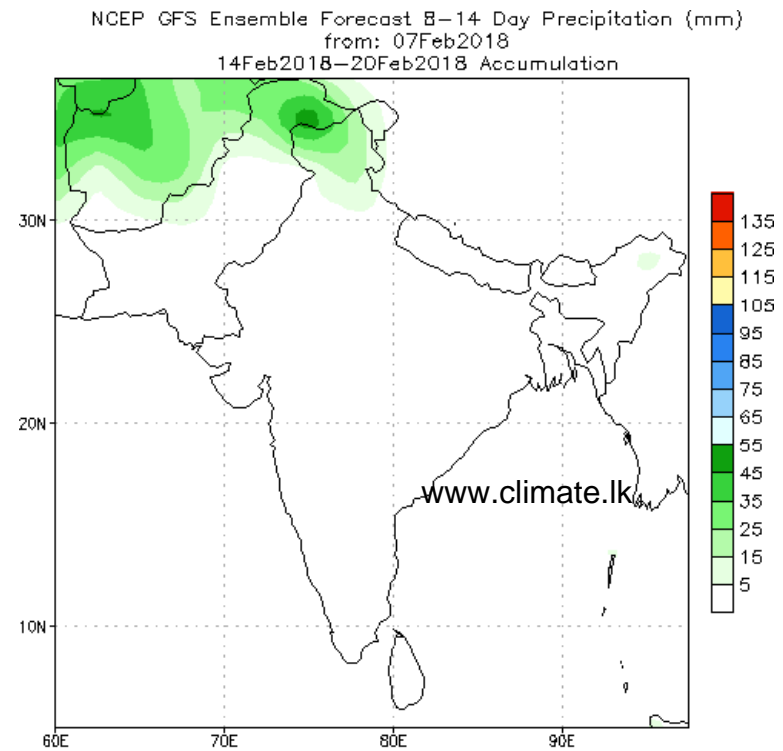 NCEP GFS Ensemble Forecast 8–14 Day Precipitation (mm)
from: 07Feb2018
14Feb2018–20Feb2018 Accumulation
30N
20N
10N
60E 70E 80E 90E
www.climate.lk
135
125
115
105
95
85
75
65
55
45
35
25
15
5